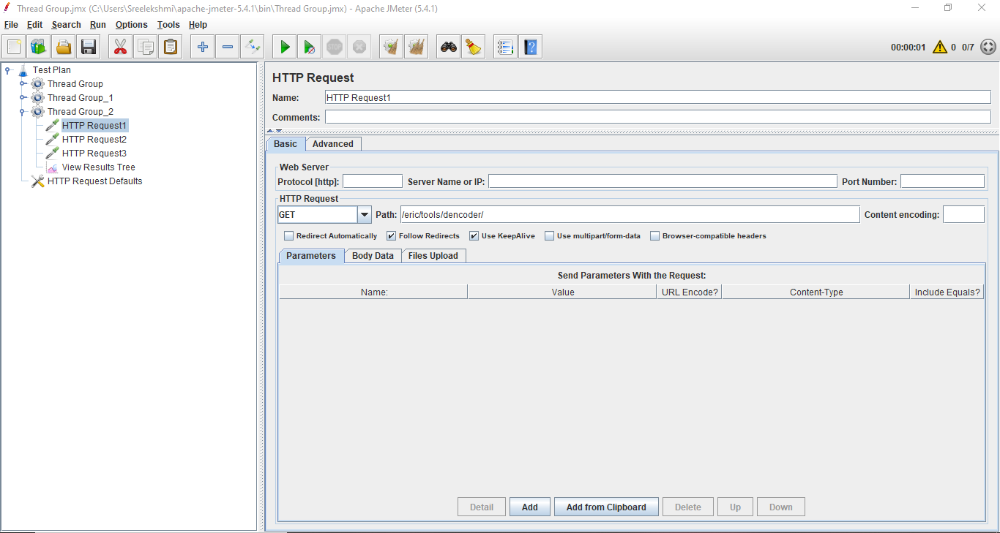 Thread Group.jmx (C:\Users\Sreelekshmi\apache-jmeter-5.4.1\bin\Thread Group.jmx) - Apache JMeter (5.4.1)
File Edit Search Run Options Tools Help
STOP
00:00:01 0 0/7
Test Plan
Thread Group
Thread Group_1
Thread Group_2
HTTP Request1
HTTP Request2
HTTP Request3
View Results Tree
HTTP Request Defaults
HTTP Request
Name: HTTP Request1
Comments:
Basic Advanced
Web Server
Protocol [http]: Server Name or IP: Port Number:
HTTP Request
GET Path: /eric/tools/dencoder/ Content encoding:
Redirect Automatically Follow Redirects Use KeepAlive Use multipart/form-data Browser-compatible headers
Parameters Body Data Files Upload
Send Parameters With the Request:
Name: Value URL Encode? Content-Type Include Equals?
Detail Add Add from Clipboard Delete Up Down